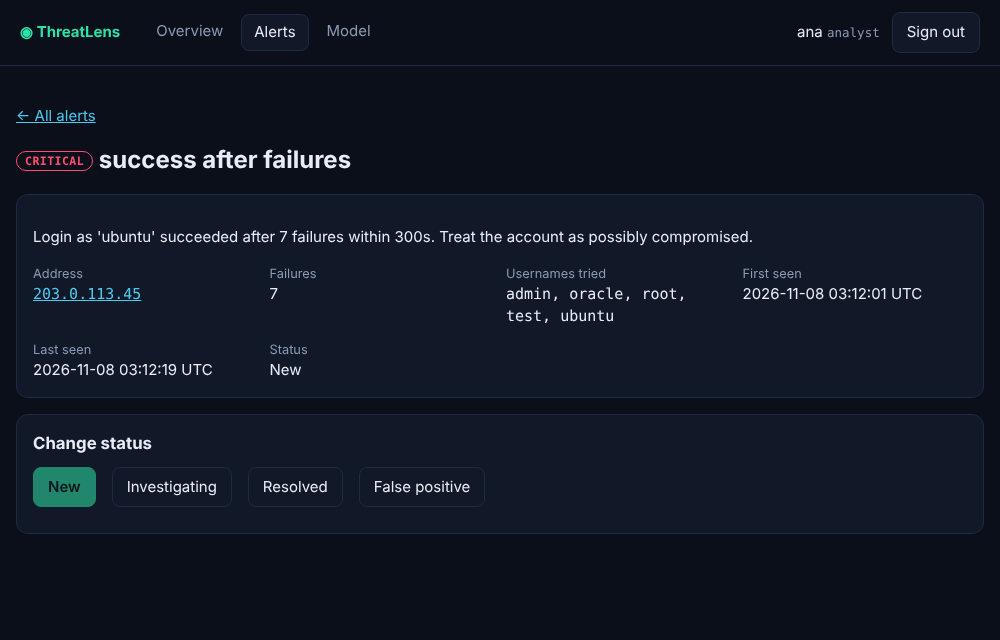 ThreatLens Overview Alerts Model ana analyst Sign out
← All alerts
CRITICAL success after failures
Login as 'ubuntu' succeeded after 7 failures within 300s. Treat the account as possibly compromised.
Address Failures Usernames tried First seen
203.0.113.45 7 admin, oracle, root, 2026-11-08 03:12:01 UTC
test, ubuntu
Last seen Status
2026-11-08 03:12:19 UTC New
Change status
New Investigating Resolved False positive